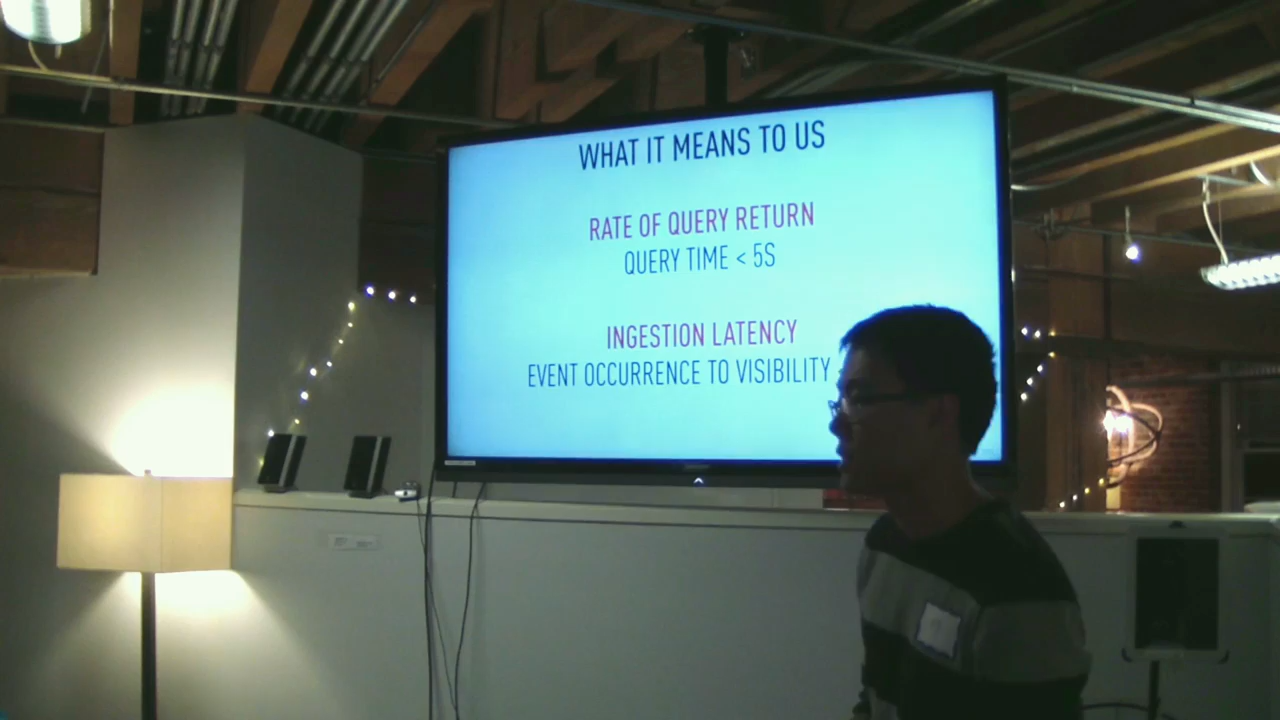 WHAT IT MEANS TO US
RATE OF QUERY RETURN
QUERY TIME < 5S
INGESTION LATENCY
EVENT OCCURRENCE TO VISIBILITY